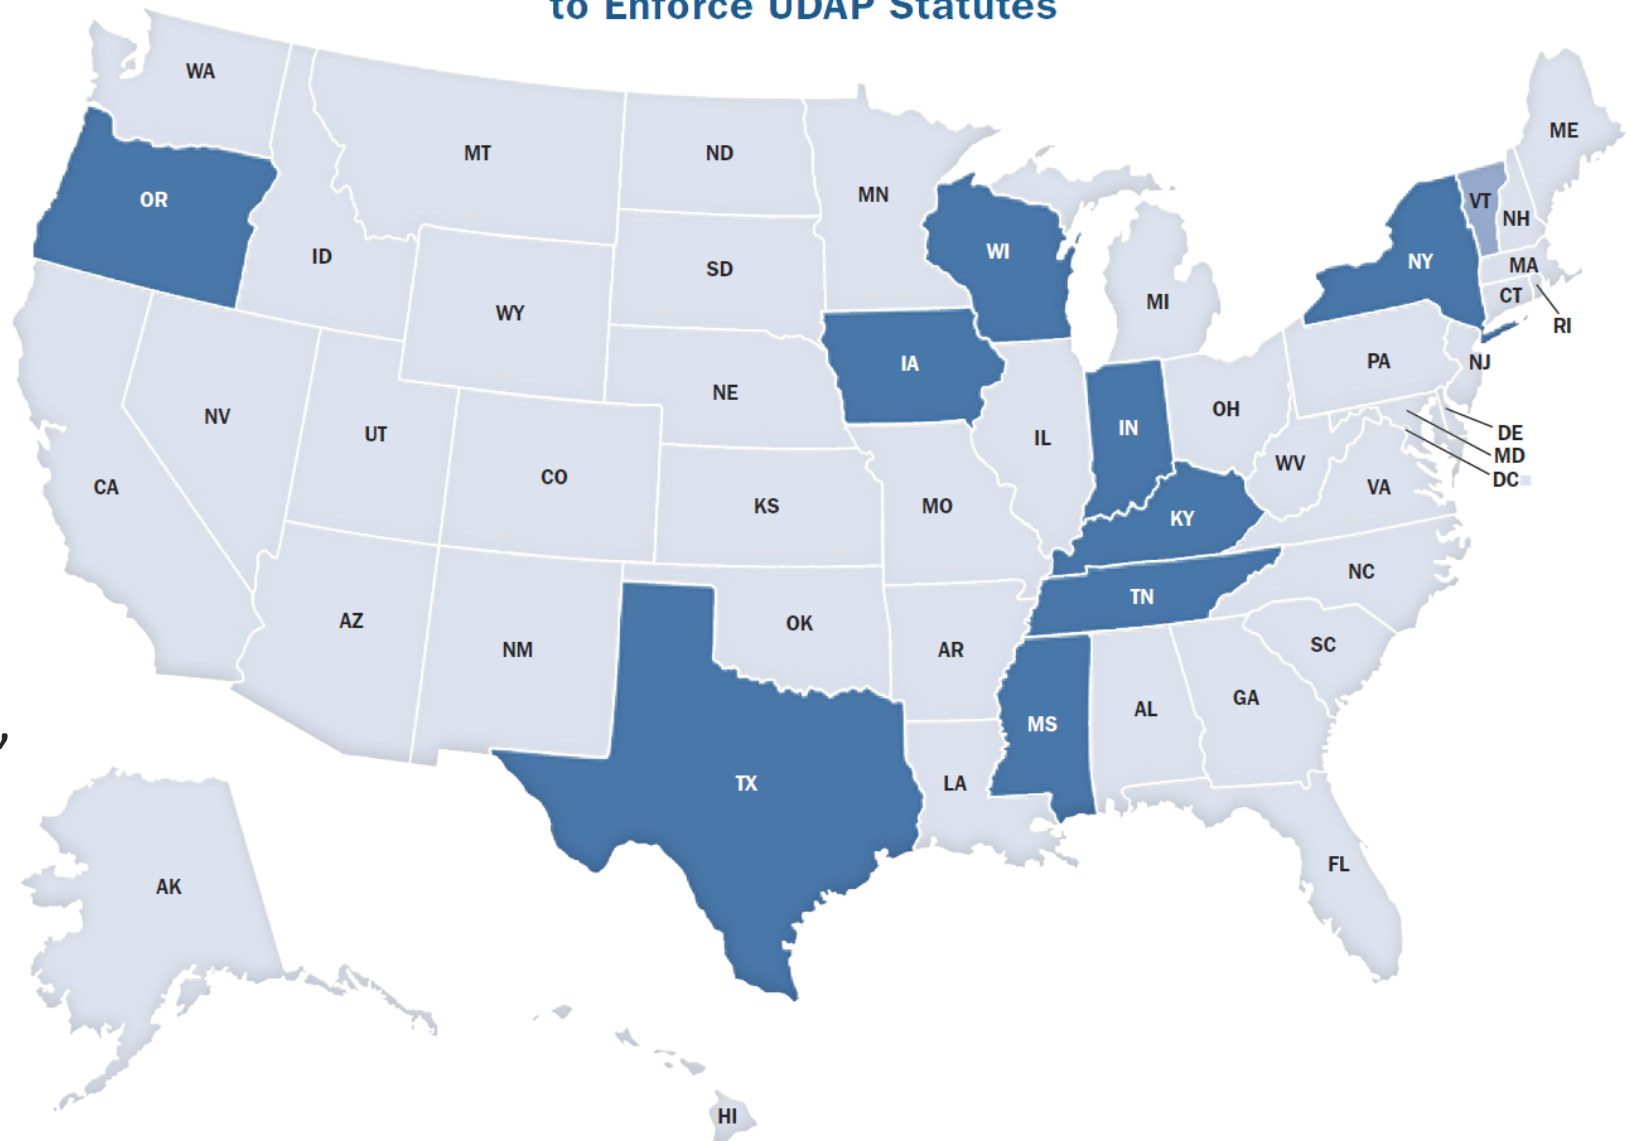 to Enforce UDAP Statutes
WA
MT
ND
MN
ME
OR
ID
SD
WI
VT
NH
NY
MA
CT
RI
WY
MI
IA
NE
PA
NJ
NV
UT
CO
IL
IN
OH
DE
MD
DC
WV
VA
CA
KS
MO
KY
NC
AZ
NM
OK
AR
TN
SC
MS
AL
GA
TX
LA
FL
AK
HI
,